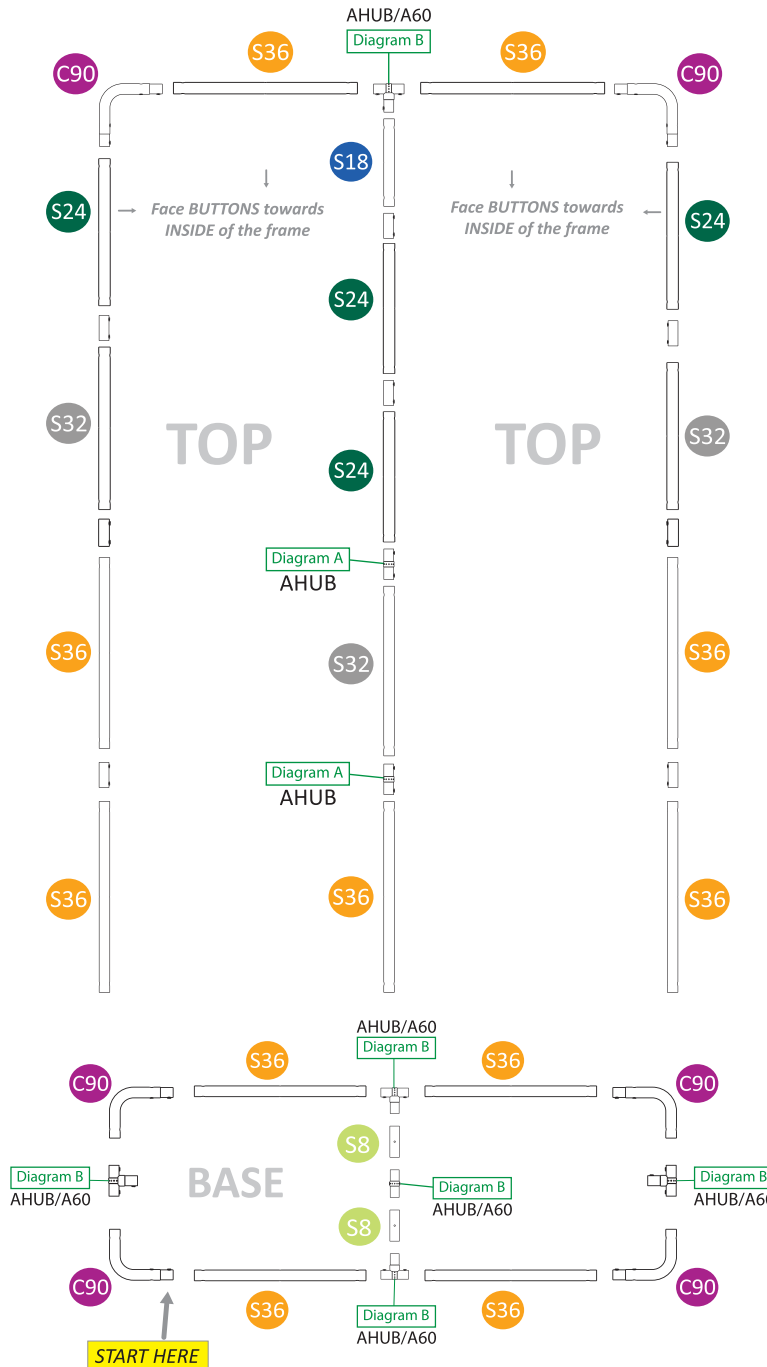 AHUB/A60
Diagram B
S36
S36
C90
C90
S18
S24
Face BUTTONS towards
INSIDE of the frame
Face BUTTONS towards
INSIDE of the frame
S24
S24
S32
TOP
TOP
S32
S24
Diagram A
AHUB
S36
S32
S36
Diagram A
AHUB
S36
S36
S36
AHUB/A60
Diagram B
S36
S36
C90
C90
S8
Diagram B
AHUB/A60
BASE
Diagram B
AHUB/A60
Diagram B
AHUB/A60
S8
C90
S36
S36
C90
Diagram B
AHUB/A60
START HERE